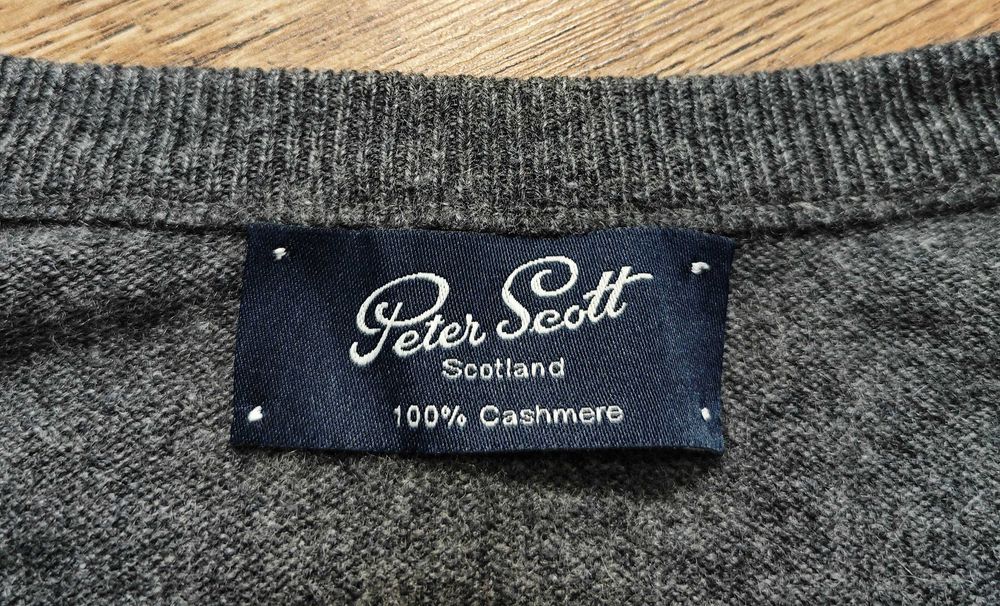 Peter Scott
Scotland
100% Cashmere